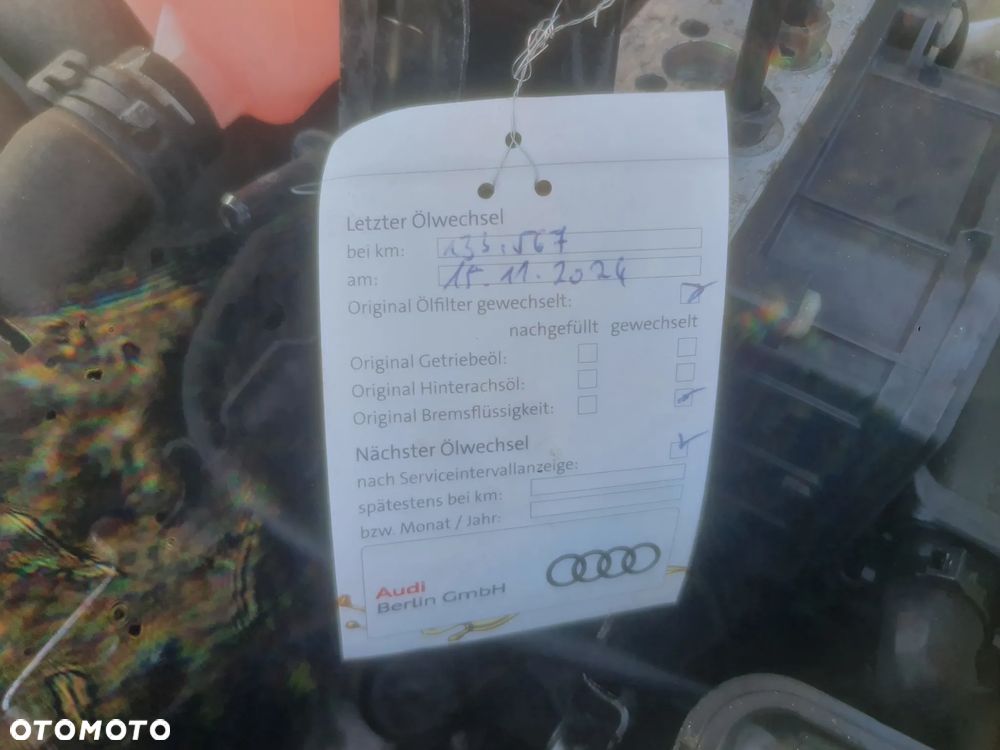 Letzter Ölwechsel
bei km: 135.567
am: 15.11.2024
Original Ölfilter gewechselt:
nachgefüllt gewechselt
Original Getriebeöl:
Original Hinterachsöl:
Original Bremsflüssigkeit:
Nächster Ölwechsel
nach Serviceintervallanzeige:
spätestens bei km:
bzw. Monat / Jahr:
Audi
Berlin GmbH
OTOMOTO